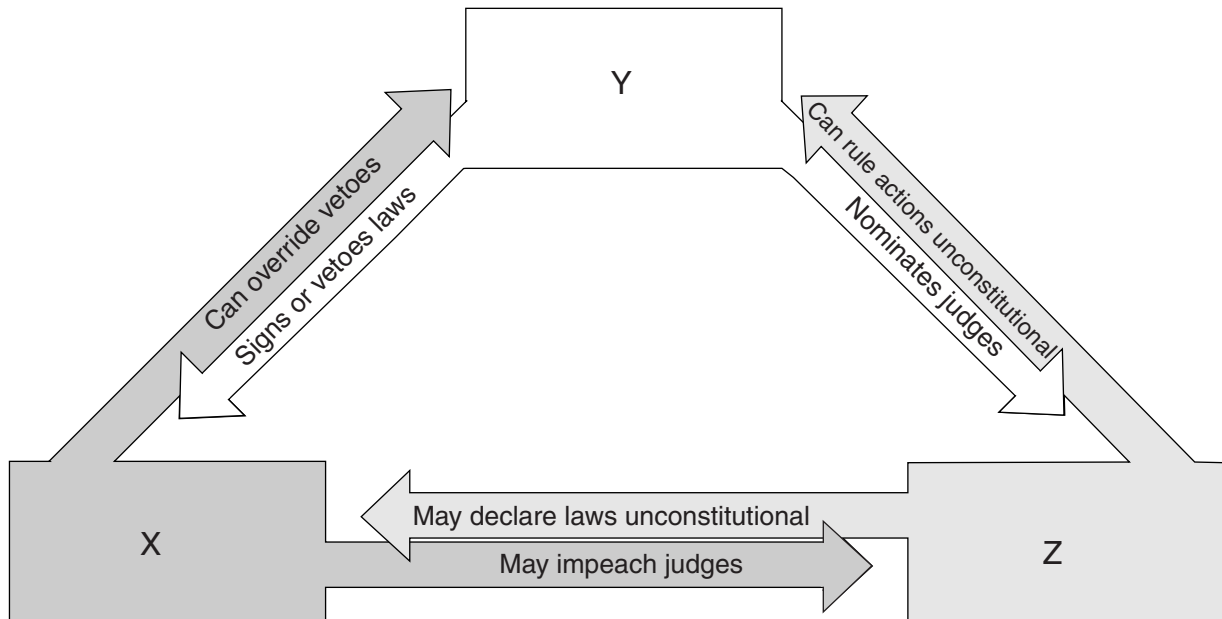 Y
Can override vetoes
Signs or vetoes laws
Can rule actions unconstitutional
Nominates judges
X
May declare laws unconstitutional
May impeach judges
Z